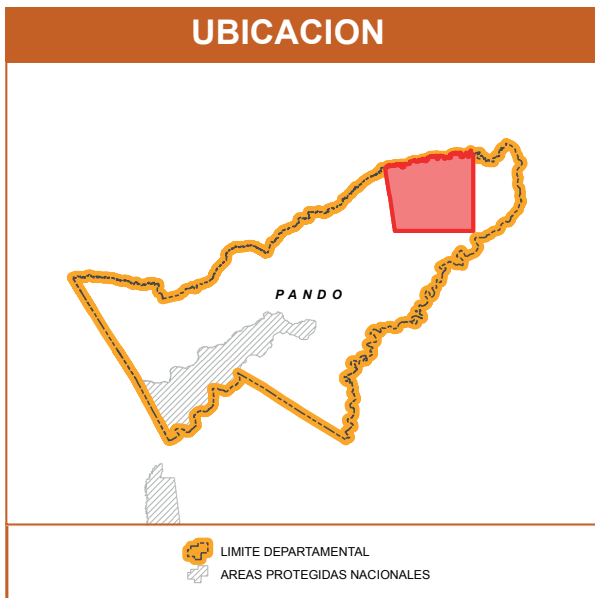 UBICACION
PANDO
LIMITE DEPARTAMENTAL
AREAS PROTEGIDAS NACIONALES